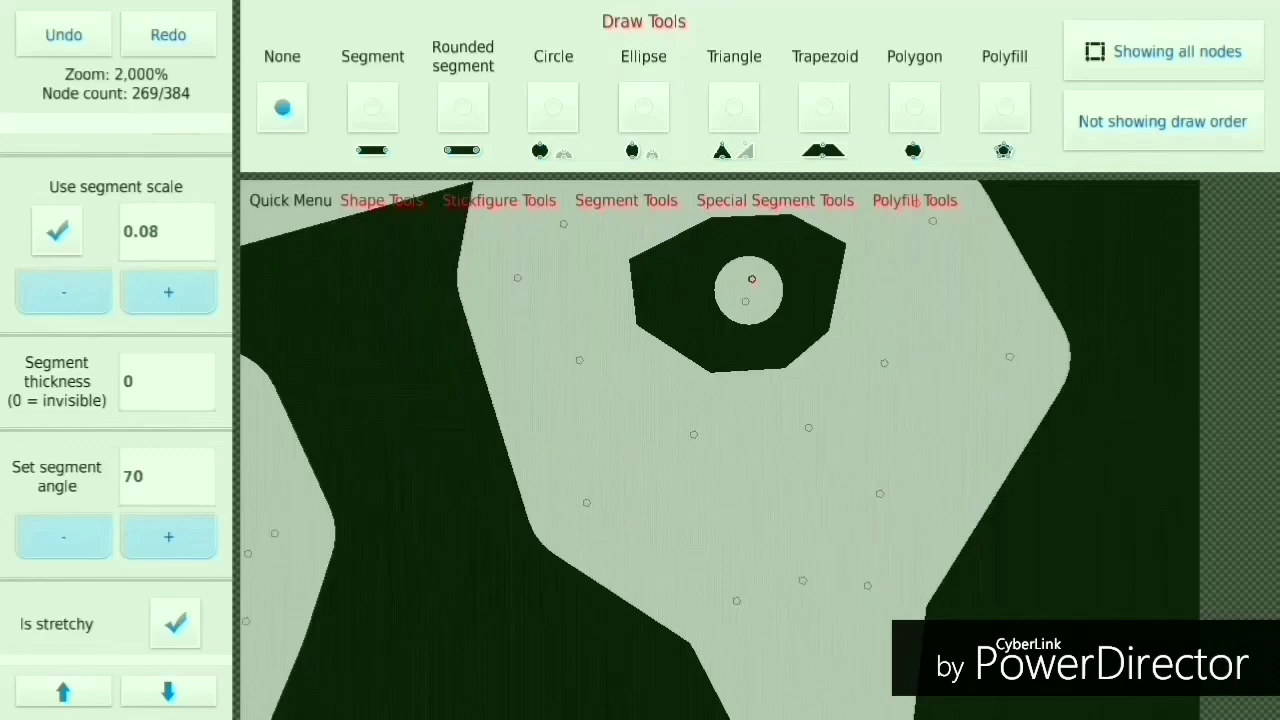 Undo Redo
Zoom: 2,000%
Node count: 269/384
Use segment scale
0.08
- +
Segment
thickness
(0 = invisible)
0
Set segment
angle
70
- +
Is stretchy
Draw Tools
None Segment Rounded segment Circle Ellipse Triangle Trapezoid Polygon Polyfill
Showing all nodes
Not showing draw order
Quick Menu Shape Tools Stickfigure Tools Segment Tools Special Segment Tools Polyfill Tools
CyberLink
by PowerDirector